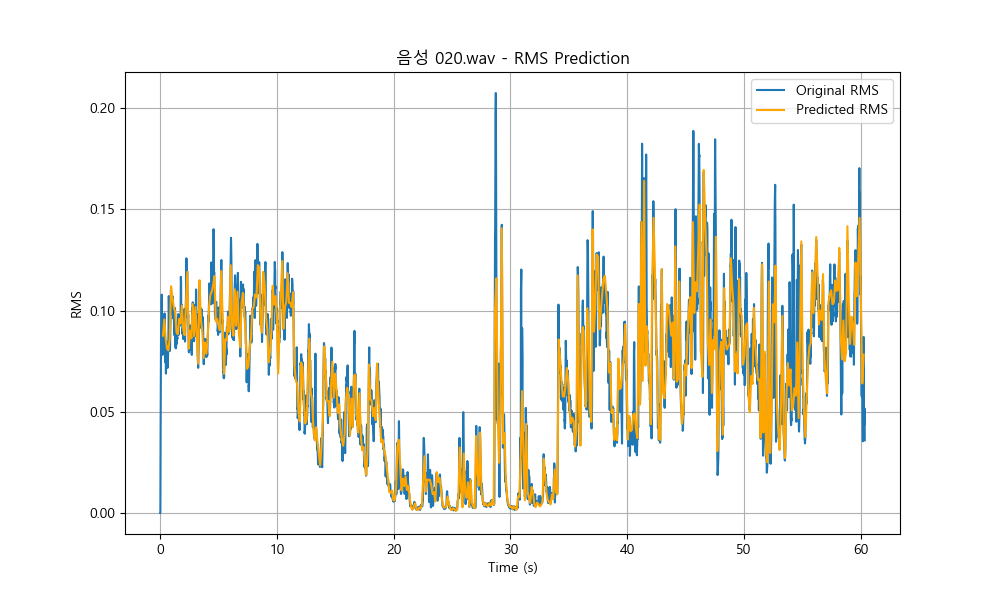 음성 020.wav - RMS Prediction
Original RMS
Predicted RMS
RMS
0.20
0.15
0.10
0.05
0.00
0 10 20 30 40 50 60
Time (s)